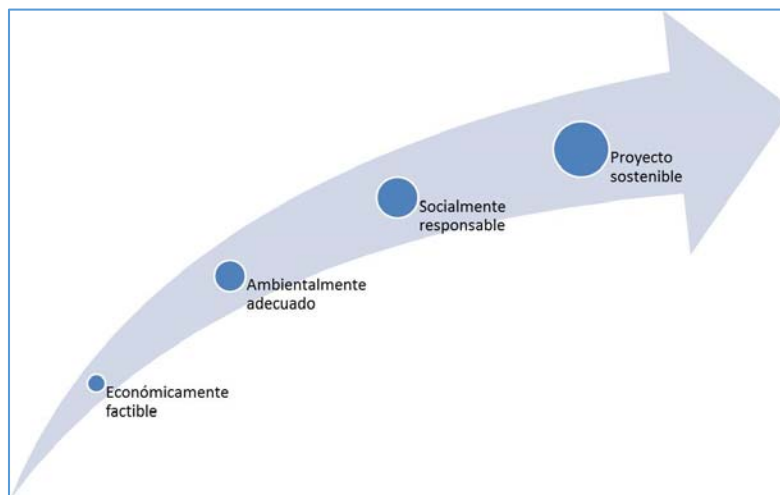 Proyecto
sostenible
Socialmente
responsable
Ambientalmente
adecuado
Económicamente
factible